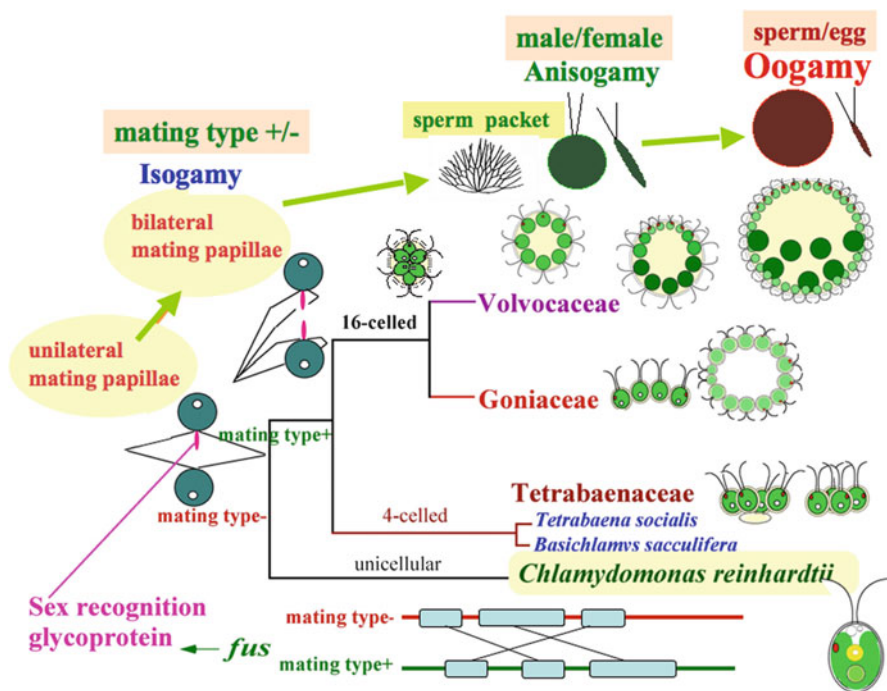 male/female
Anisogamy
sperm/egg
Oogamy
mating type +/-
Isogamy
sperm packet
bilateral
mating papillae
unilateral
mating papillae
16-celled
Volvocaceae
Goniaceae
mating type+
mating type-
4-celled
Tetrabaenaceae
Tetrabaena socialis
Basichlamys sacculifera
unicellular
Chlamydomonas reinhardtii
Sex recognition
glycoprotein
fus
mating type-
mating type+